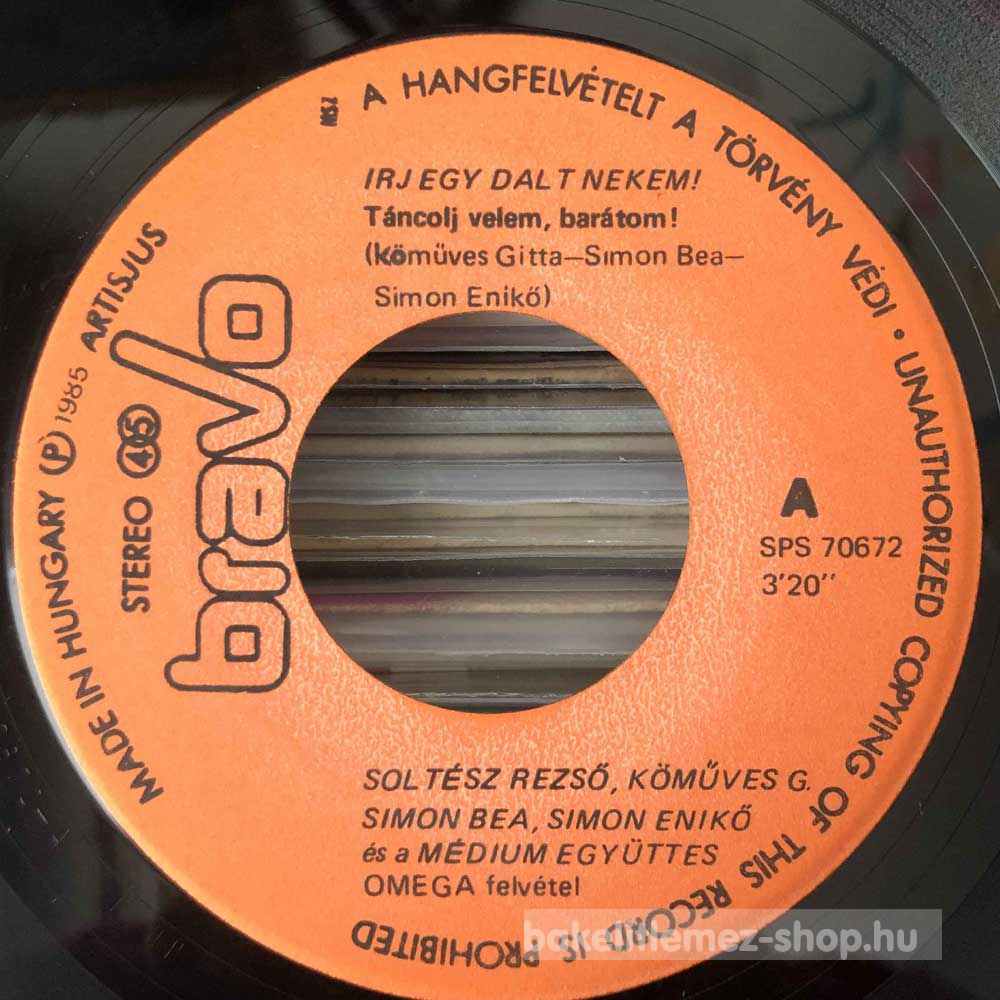 MSZ A HANGFELVÉTELT A TÖRVÉNY VÉDI • UNAUTHORIZED COPYING OF THIS RECORD IS PROHIBITED
IRJ EGY DALT NEKEM!
Táncolj velem, barátom!
(Kömüves Gitta—Simon Bea—
Simon Enikő)
MADE IN HUNGARY (P) 1985 ARTISJUS
STEREO 45
bravo
A
SPS 70672
3'20''
SOLTÉSZ REZSŐ, KÖMŰVES G.
SIMON BEA, SIMON ENIKŐ
és a MÉDIUM EGYÜTTES
OMEGA felvétel
bakelitlemez-shop.hu